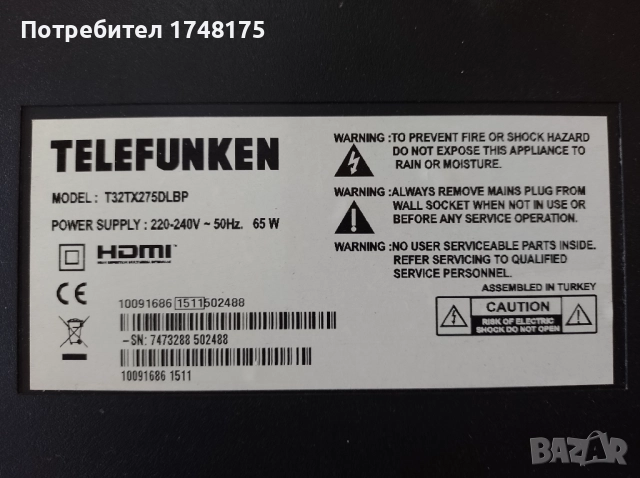 Потребител 1748175
TELEFUNKEN
MODEL : T32TX275DLBP
POWER SUPPLY : 220-240V ~ 50Hz. 65 W
HDMI
CE
10091686 1511 502488
-SN: 7473288 502488
10091686 1511
WARNING :TO PREVENT FIRE OR SHOCK HAZARD
DO NOT EXPOSE THIS APPLIANCE TO
RAIN OR MOISTURE.
WARNING :ALWAYS REMOVE MAINS PLUG FROM
WALL SOCKET WHEN NOT IN USE OR
BEFORE ANY SERVICE OPERATION.
WARNING :NO USER SERVICEABLE PARTS INSIDE.
REFER SERVICING TO QUALIFIED
SERVICE PERSONNEL.
ASSEMBLED IN TURKEY
CAUTION
RISK OF ELECTRIC
SHOCK DO NOT OPEN
BAZAR